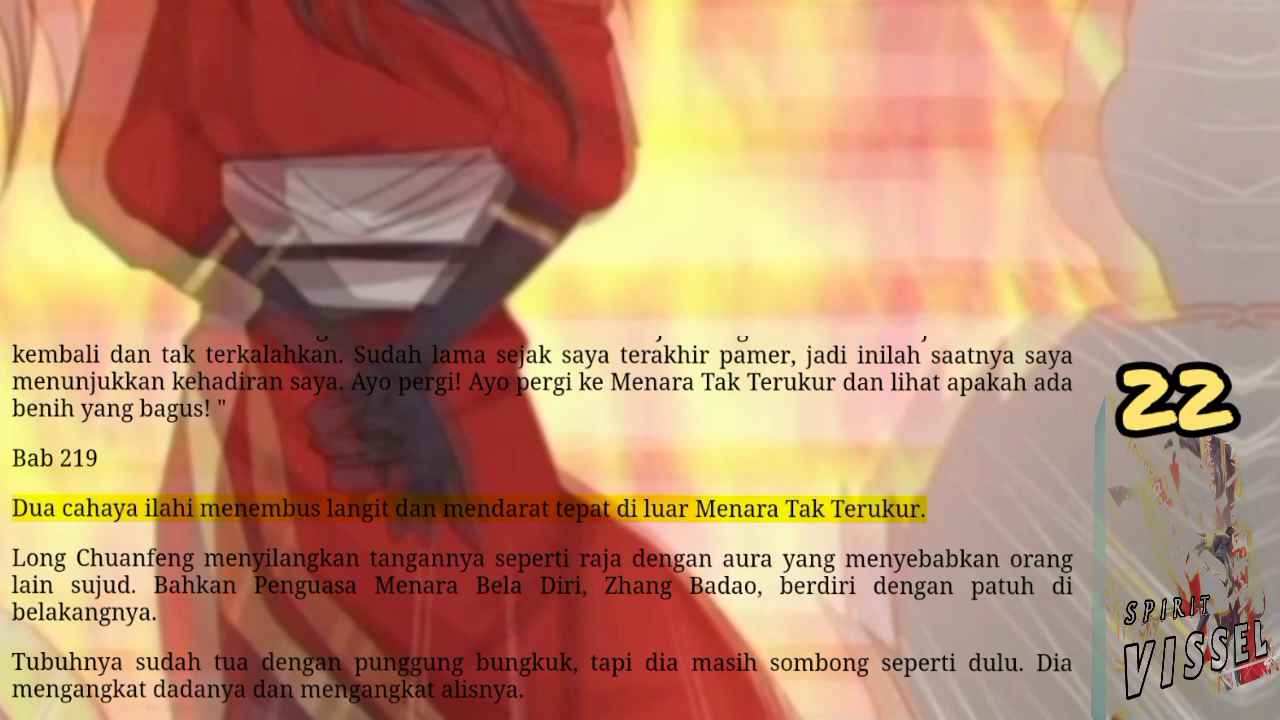 kembali dan tak terkalahkan. Sudah lama sejak saya terakhir pamer, jadi inilah saatnya saya
menunjukkan kehadiran saya. Ayo pergi! Ayo pergi ke Menara Tak Terukur dan lihat apakah ada
benih yang bagus! "
Bab 219
Dua cahaya ilahi menembus langit dan mendarat tepat di luar Menara Tak Terukur.
Long Chuanfeng menyilangkan tangannya seperti raja dengan aura yang menyebabkan orang
lain sujud. Bahkan Penguasa Menara Bela Diri, Zhang Badao, berdiri dengan patuh di
belakangnya.
Tubuhnya sudah tua dengan punggung bungkuk, tapi dia masih sombong seperti dulu. Dia
mengangkat dadanya dan mengangkat alisnya.
22
SPIRIT
VISSEL